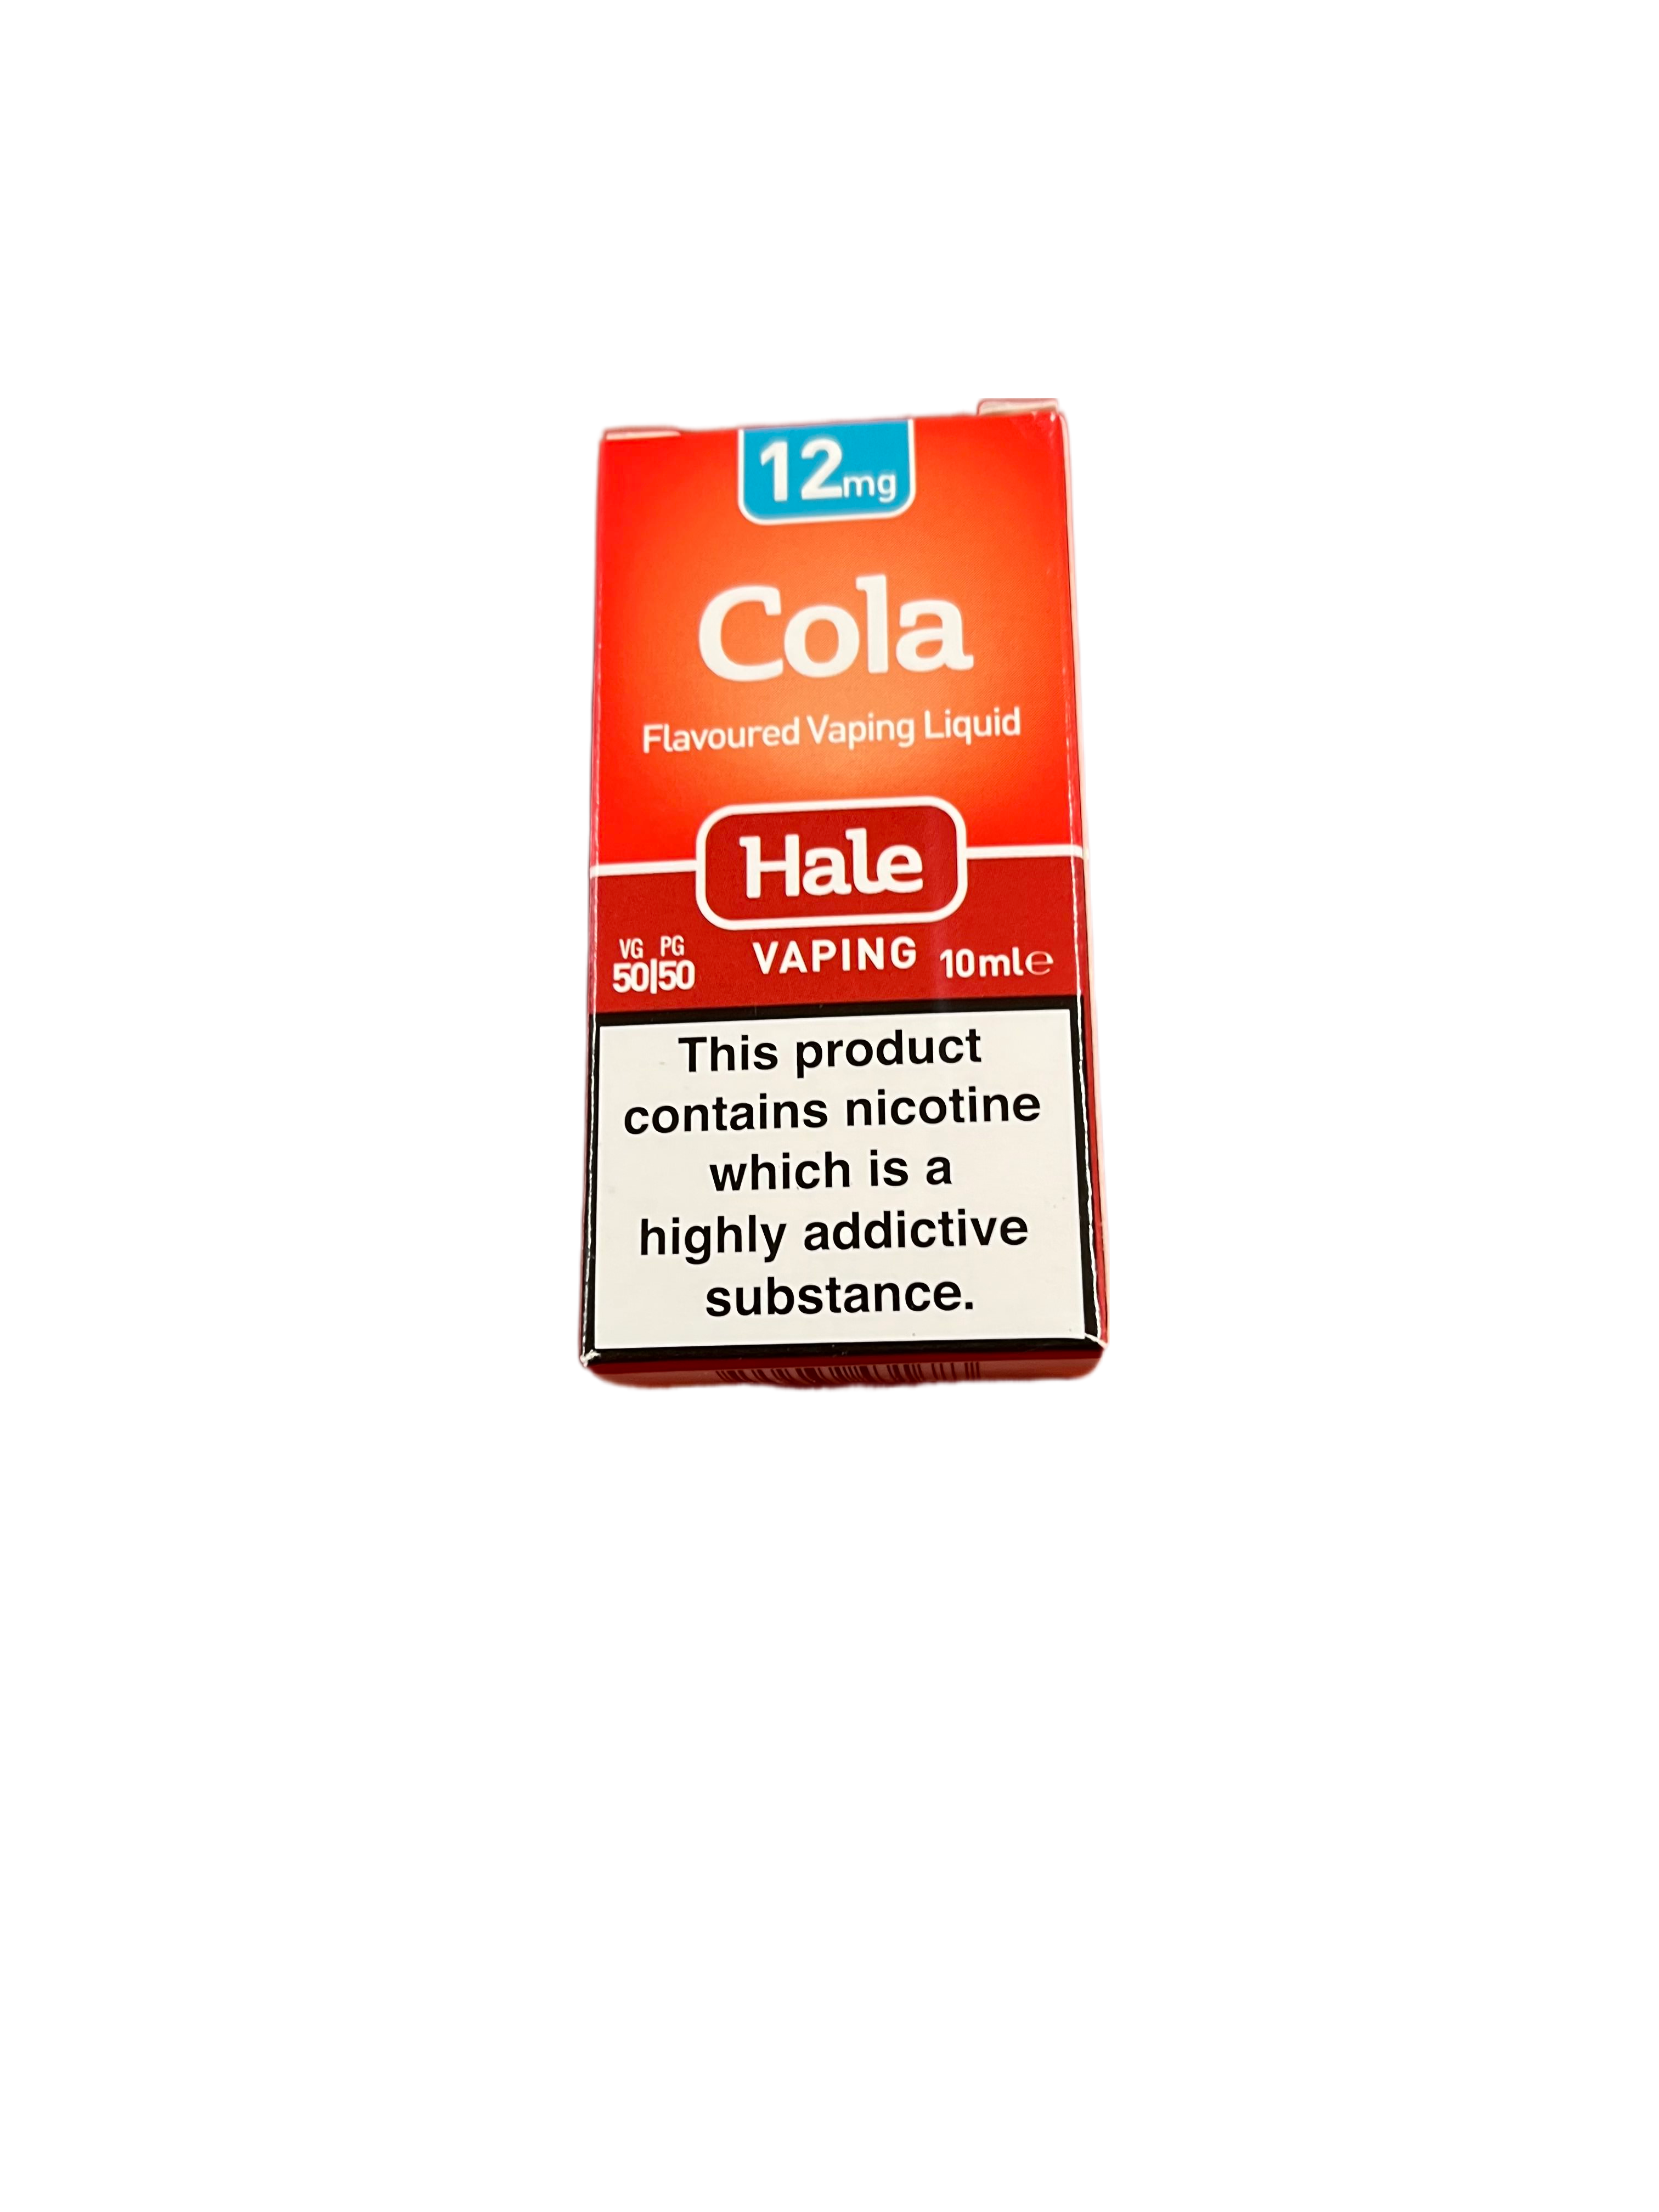 12mg
Cola
Flavoured Vaping Liquid
Hale
VG PG
50|50
VAPING
10ml℮
This product
contains nicotine
which is a
highly addictive
substance.